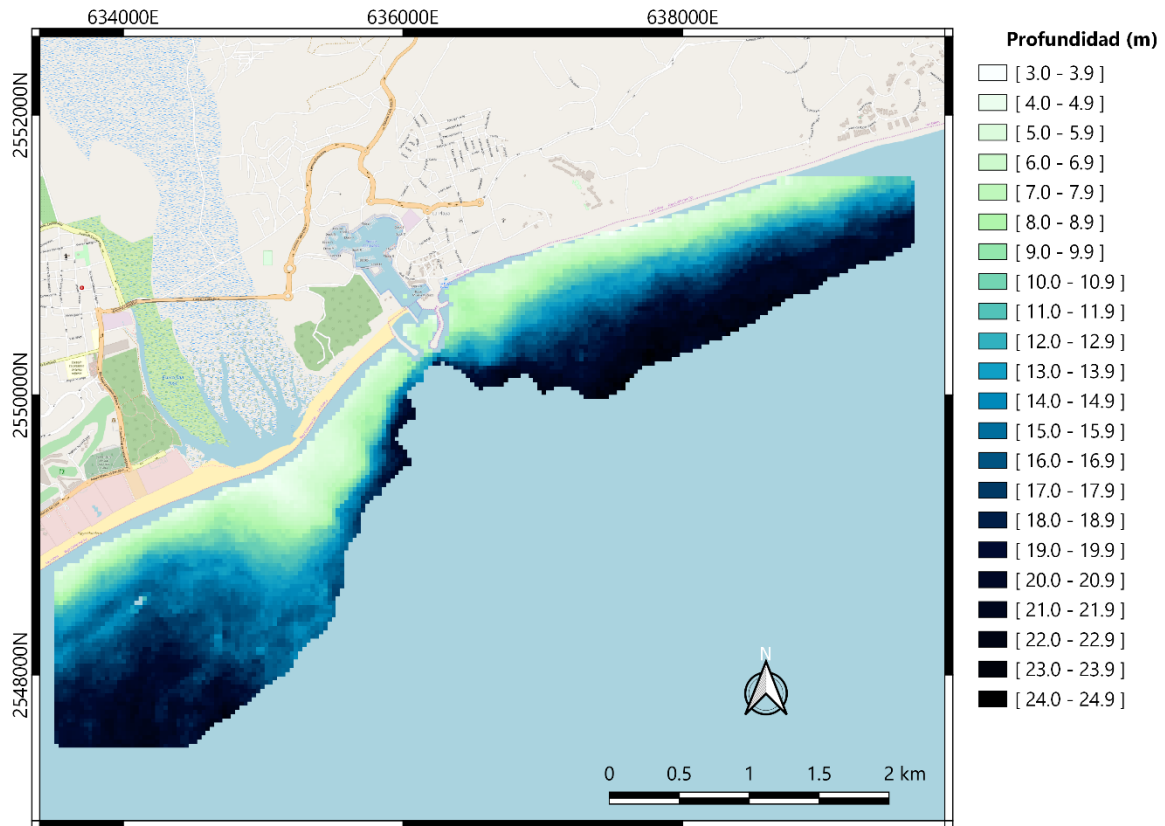 634000E
636000E
638000E
2552000N
2550000N
2548000N
Profundidad (m)
[ 3.0 - 3.9 ]
[ 4.0 - 4.9 ]
[ 5.0 - 5.9 ]
[ 6.0 - 6.9 ]
[ 7.0 - 7.9 ]
[ 8.0 - 8.9 ]
[ 9.0 - 9.9 ]
[ 10.0 - 10.9 ]
[ 11.0 - 11.9 ]
[ 12.0 - 12.9 ]
[ 13.0 - 13.9 ]
[ 14.0 - 14.9 ]
[ 15.0 - 15.9 ]
[ 16.0 - 16.9 ]
[ 17.0 - 17.9 ]
[ 18.0 - 18.9 ]
[ 19.0 - 19.9 ]
[ 20.0 - 20.9 ]
[ 21.0 - 21.9 ]
[ 22.0 - 22.9 ]
[ 23.0 - 23.9 ]
[ 24.0 - 24.9 ]
N
0 0.5 1 1.5 2 km